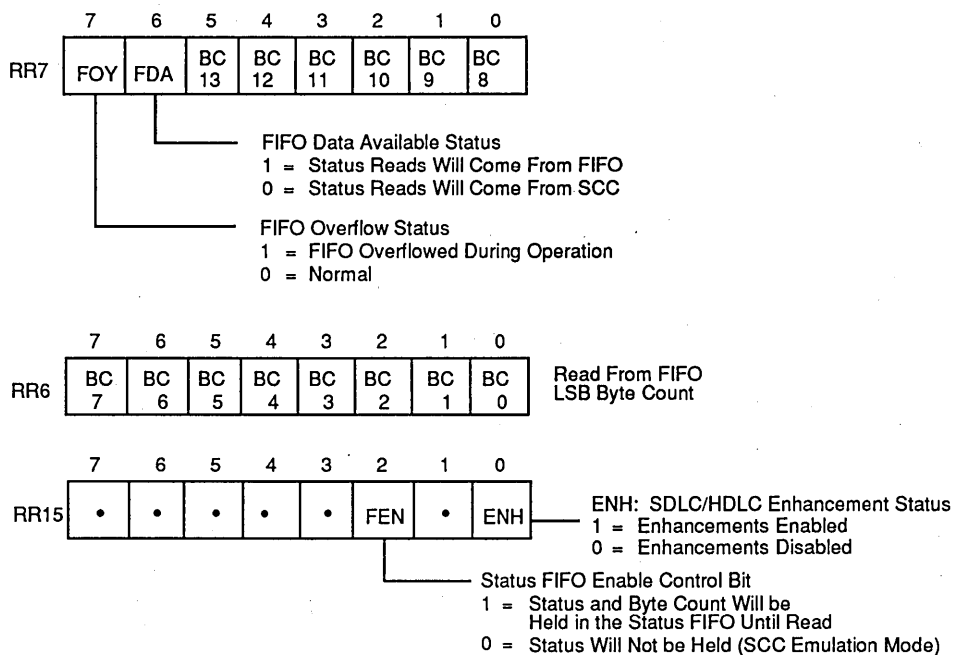 7 6 5 4 3 2 1 0
RR7 FOY FDA BC 13 BC 12 BC 11 BC 10 BC 9 BC 8
FIFO Data Available Status
1 = Status Reads Will Come From FIFO
0 = Status Reads Will Come From SCC
FIFO Overflow Status
1 = FIFO Overflowed During Operation
0 = Normal
7 6 5 4 3 2 1 0
RR6 BC 7 BC 6 BC 5 BC 4 BC 3 BC 2 BC 1 BC 0
Read From FIFO
LSB Byte Count
7 6 5 4 3 2 1 0
RR15 • • • • • FEN • ENH
ENH: SDLC/HDLC Enhancement Status
1 = Enhancements Enabled
0 = Enhancements Disabled
Status FIFO Enable Control Bit
1 = Status and Byte Count Will be
Held in the Status FIFO Until Read
0 = Status Will Not be Held (SCC Emulation Mode)